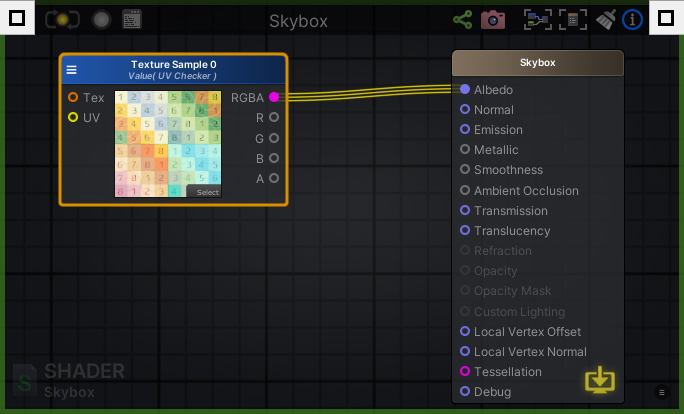 Skybox
Texture Sample 0
Value( UV Checker )
Tex
UV
RGBA
R
G
B
A
Select
Skybox
Albedo
Normal
Emission
Metallic
Smoothness
Ambient Occlusion
Transmission
Translucency
Refraction
Opacity
Opacity Mask
Custom Lighting
Local Vertex Offset
Local Vertex Normal
Tessellation
Debug
S
SHADER
Skybox